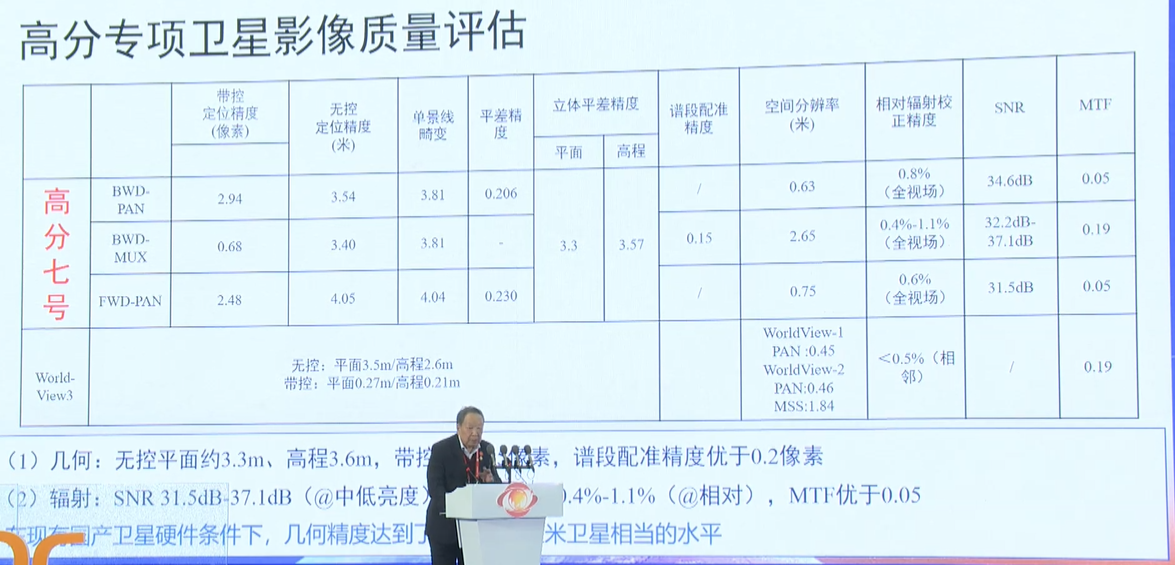 高分专项卫星影像质量评估
带控
定位精度
(像素)
无控
定位精度
(米)
单景线
畸变
平差精
度
立体平差精度
平面
高程
谱段配准
精度
空间分辨率
(米)
相对辐射校
正精度
SNR
MTF
高
分
七
号
BWD-
PAN
2.94
3.54
3.81
0.206
/
0.63
0.8%
(全视场)
34.6dB
0.05
BWD-
MUX
0.68
3.40
3.81
-
3.3
3.57
0.15
2.65
0.4%-1.1%
(全视场)
32.2dB-
37.1dB
0.19
FWD-PAN
2.48
4.05
4.04
0.230
/
0.75
0.6%
(全视场)
31.5dB
0.05
World-
View3
无控：平面3.5m/高程2.6m
带控：平面0.27m/高程0.21m
WorldView-1
PAN :0.45
WorldView-2
PAN:0.46
MSS:1.84
＜0.5%（相
邻）
/
0.19
（1）几何：无控平面约3.3m、高程3.6m，带控 素，谱段配准精度优于0.2像素
（2）辐射：SNR 31.5dB-37.1dB（@中低亮度） 0.4%-1.1%（@相对），MTF优于0.05
在现有国产卫星硬件条件下，几何精度达到了 米卫星相当的水平